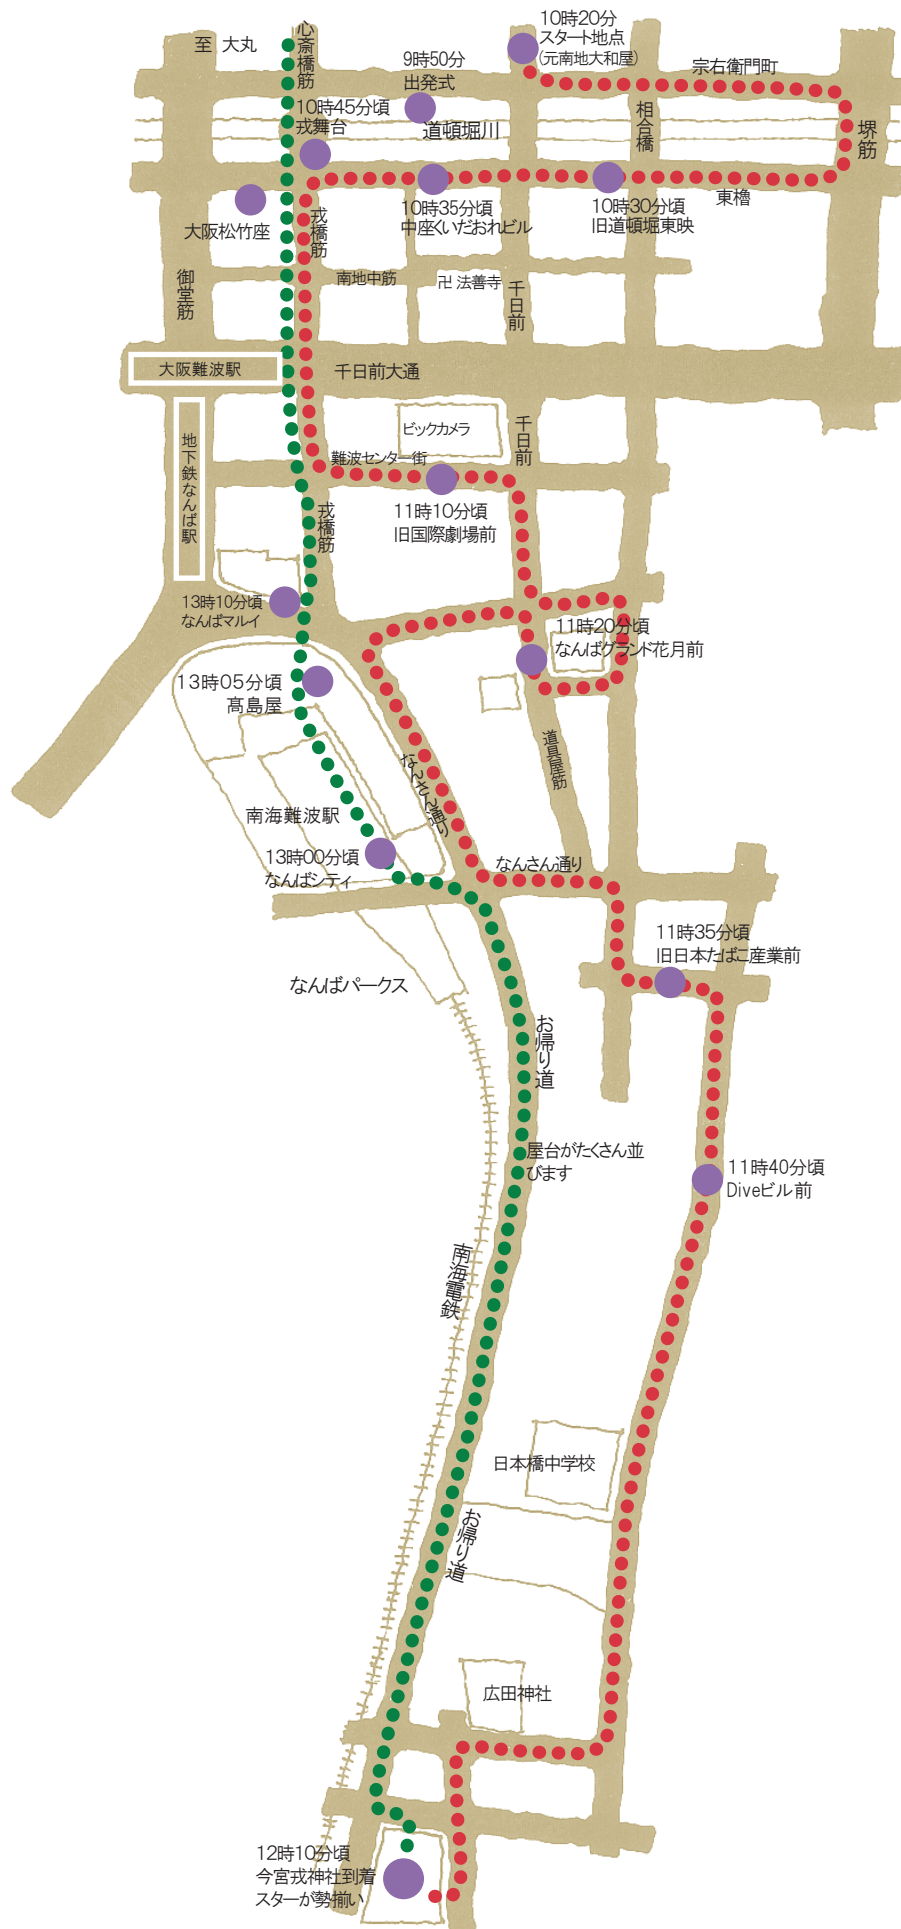 至 大丸
心斎橋筋
9時50分
出発式
10時20分
スタート地点
(元南地大和屋)
宗右衛門町
10時45分頃
戎舞台
道頓堀川
相合橋
堺筋
大阪松竹座
戎橋筋
10時35分頃
中座くいだおれビル
10時30分頃
旧道頓堀東映
東櫓
御堂筋
南地中筋
卍 法善寺
千日前
大阪難波駅
千日前大通
地下鉄なんば駅
ビックカメラ
千日前
難波センター街
戎橋筋
11時10分頃
旧国際劇場前
13時10分頃
なんばマルイ
11時20分頃
なんばグランド花月前
13時05分頃
髙島屋
道具屋筋
なんさん通り
南海難波駅
13時00分頃
なんばシティ
なんさん通り
11時35分頃
旧日本たばこ産業前
なんばパークス
お帰り道
屋台がたくさん並
びます
11時40分頃
Diveビル前
南海電鉄
日本橋中学校
お帰り道
広田神社
12時10分頃
今宮戎神社到着
スターが勢揃い